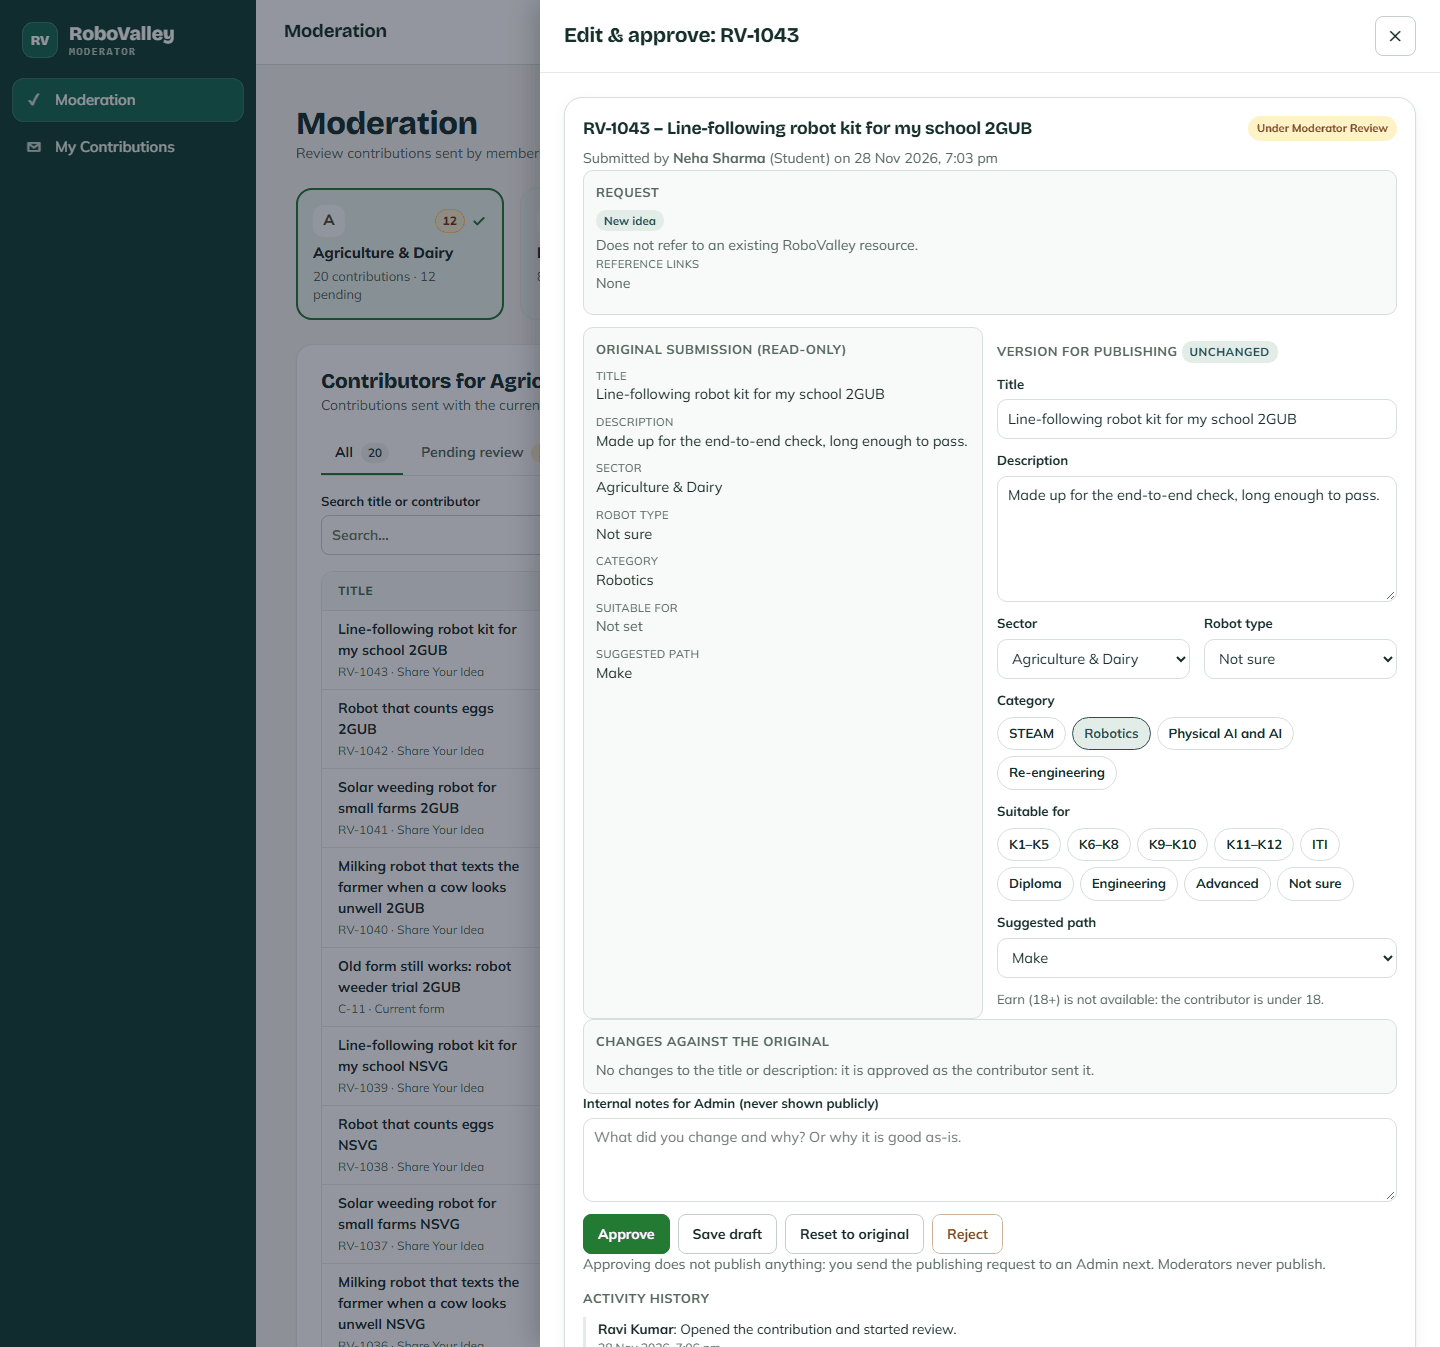 RV
RoboValley
MODERATOR
Moderation
My Contributions
Moderation
Moderation
Review contributions sent by member
A
12
Agriculture & Dairy
20 contributions · 12
pending
Contributors for Agric
Contributions sent with the curren
All 20
Pending review
Search title or contributor
Search...
TITLE
Line-following robot kit for
my school 2GUB
RV-1043 · Share Your Idea
Robot that counts eggs
2GUB
RV-1042 · Share Your Idea
Solar weeding robot for
small farms 2GUB
RV-1041 · Share Your Idea
Milking robot that texts the
farmer when a cow looks
unwell 2GUB
RV-1040 · Share Your Idea
Old form still works: robot
weeder trial 2GUB
C-11 · Current form
Line-following robot kit for
my school NSVG
RV-1039 · Share Your Idea
Robot that counts eggs
NSVG
RV-1038 · Share Your Idea
Solar weeding robot for
small farms NSVG
RV-1037 · Share Your Idea
Milking robot that texts the
farmer when a cow looks
unwell NSVG
RV-1036 · Share Your Idea
Edit & approve: RV-1043
RV-1043 – Line-following robot kit for my school 2GUB
Under Moderator Review
Submitted by Neha Sharma (Student) on 28 Nov 2026, 7:03 pm
REQUEST
New idea
Does not refer to an existing RoboValley resource.
REFERENCE LINKS
None
ORIGINAL SUBMISSION (READ-ONLY)
TITLE
Line-following robot kit for my school 2GUB
DESCRIPTION
Made up for the end-to-end check, long enough to pass.
SECTOR
Agriculture & Dairy
ROBOT TYPE
Not sure
CATEGORY
Robotics
SUITABLE FOR
Not set
SUGGESTED PATH
Make
VERSION FOR PUBLISHING UNCHANGED
Title
Line-following robot kit for my school 2GUB
Description
Made up for the end-to-end check, long enough to pass.
Sector
Robot type
Agriculture & Dairy
Not sure
Category
STEAM Robotics Physical AI and AI
Re-engineering
Suitable for
K1–K5 K6–K8 K9–K10 K11–K12 ITI
Diploma Engineering Advanced Not sure
Suggested path
Make
Earn (18+) is not available: the contributor is under 18.
CHANGES AGAINST THE ORIGINAL
No changes to the title or description: it is approved as the contributor sent it.
Internal notes for Admin (never shown publicly)
What did you change and why? Or why it is good as-is.
Approve Save draft Reset to original Reject
Approving does not publish anything: you send the publishing request to an Admin next. Moderators never publish.
ACTIVITY HISTORY
Ravi Kumar: Opened the contribution and started review.
28 Nov 2026, 7:06 pm